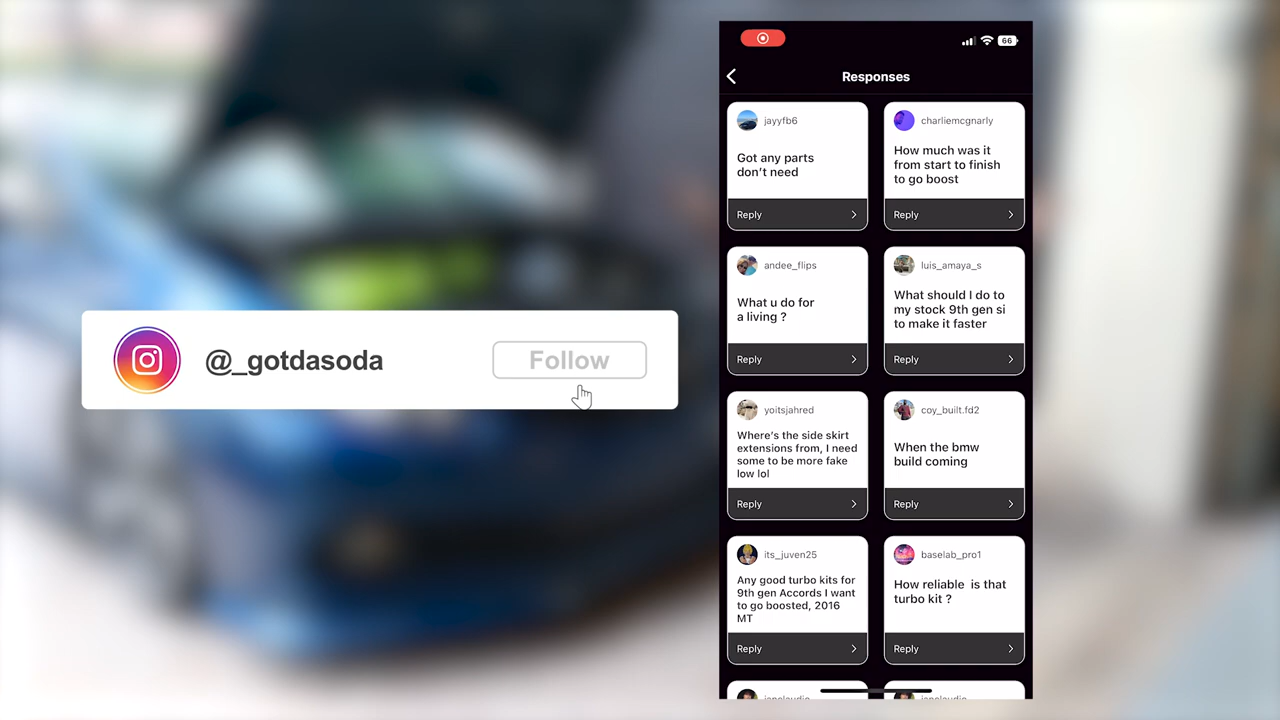 @_gotdasoda
Follow
66
Responses
jayyfb6
Got any parts
don't need
Reply
charliemcgnarly
How much was it
from start to finish
to go boost
Reply
andee_flips
What u do for
a living ?
Reply
luis_amaya_s
What should I do to
my stock 9th gen si
to make it faster
Reply
yoitsjahred
Where's the side skirt
extensions from, I need
some to be more fake
low lol
Reply
coy_built.fd2
When the bmw
build coming
Reply
its_juven25
Any good turbo kits for
9th gen Accords I want
to go boosted, 2016
MT
Reply
baselab_pro1
How reliable  is that
turbo kit ?
Reply